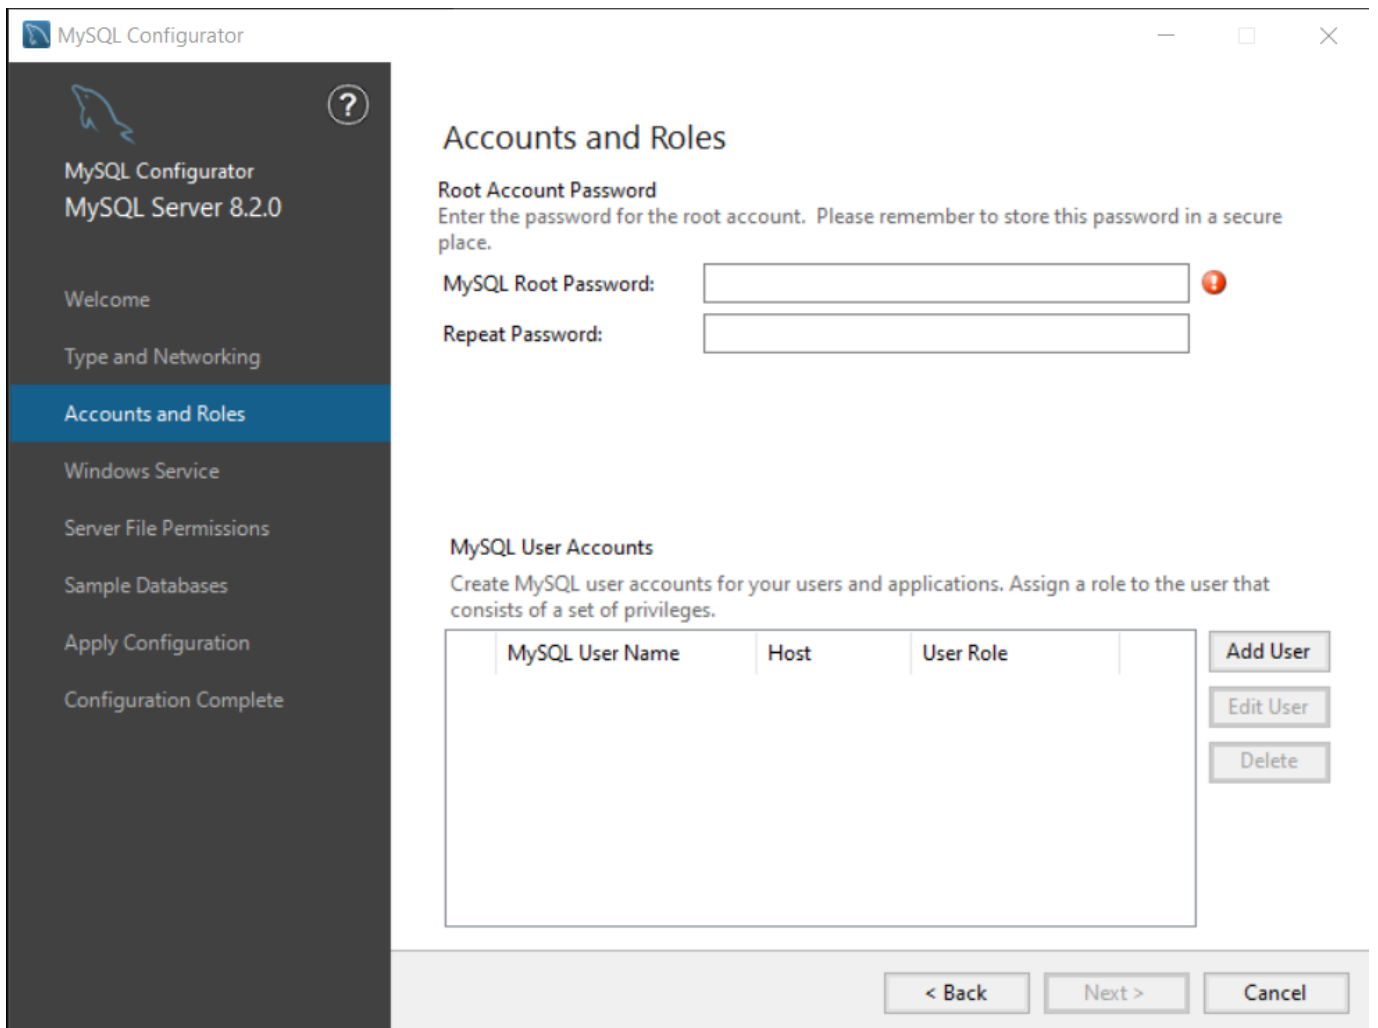 MySQL Configurator
?
MySQL Configurator
MySQL Server 8.2.0
Welcome
Type and Networking
Accounts and Roles
Windows Service
Server File Permissions
Sample Databases
Apply Configuration
Configuration Complete
Accounts and Roles
Root Account Password
Enter the password for the root account.  Please remember to store this password in a secure
place.
MySQL Root Password:
Repeat Password:
MySQL User Accounts
Create MySQL user accounts for your users and applications. Assign a role to the user that
consists of a set of privileges.
MySQL User Name Host User Role
Add User
Edit User
Delete
< Back Next > Cancel